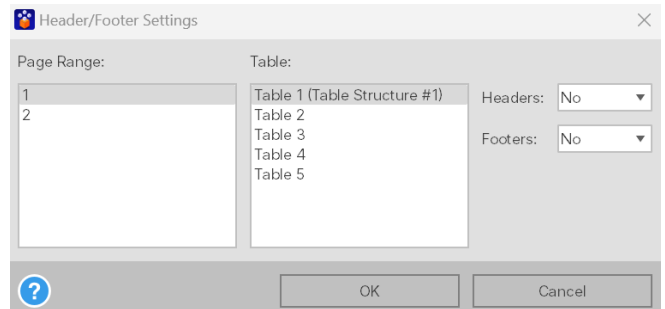 Header/Footer Settings
Page Range:
Table:
1
2
Table 1 (Table Structure #1)
Table 2
Table 3
Table 4
Table 5
Headers: No
Footers: No
?
OK
Cancel